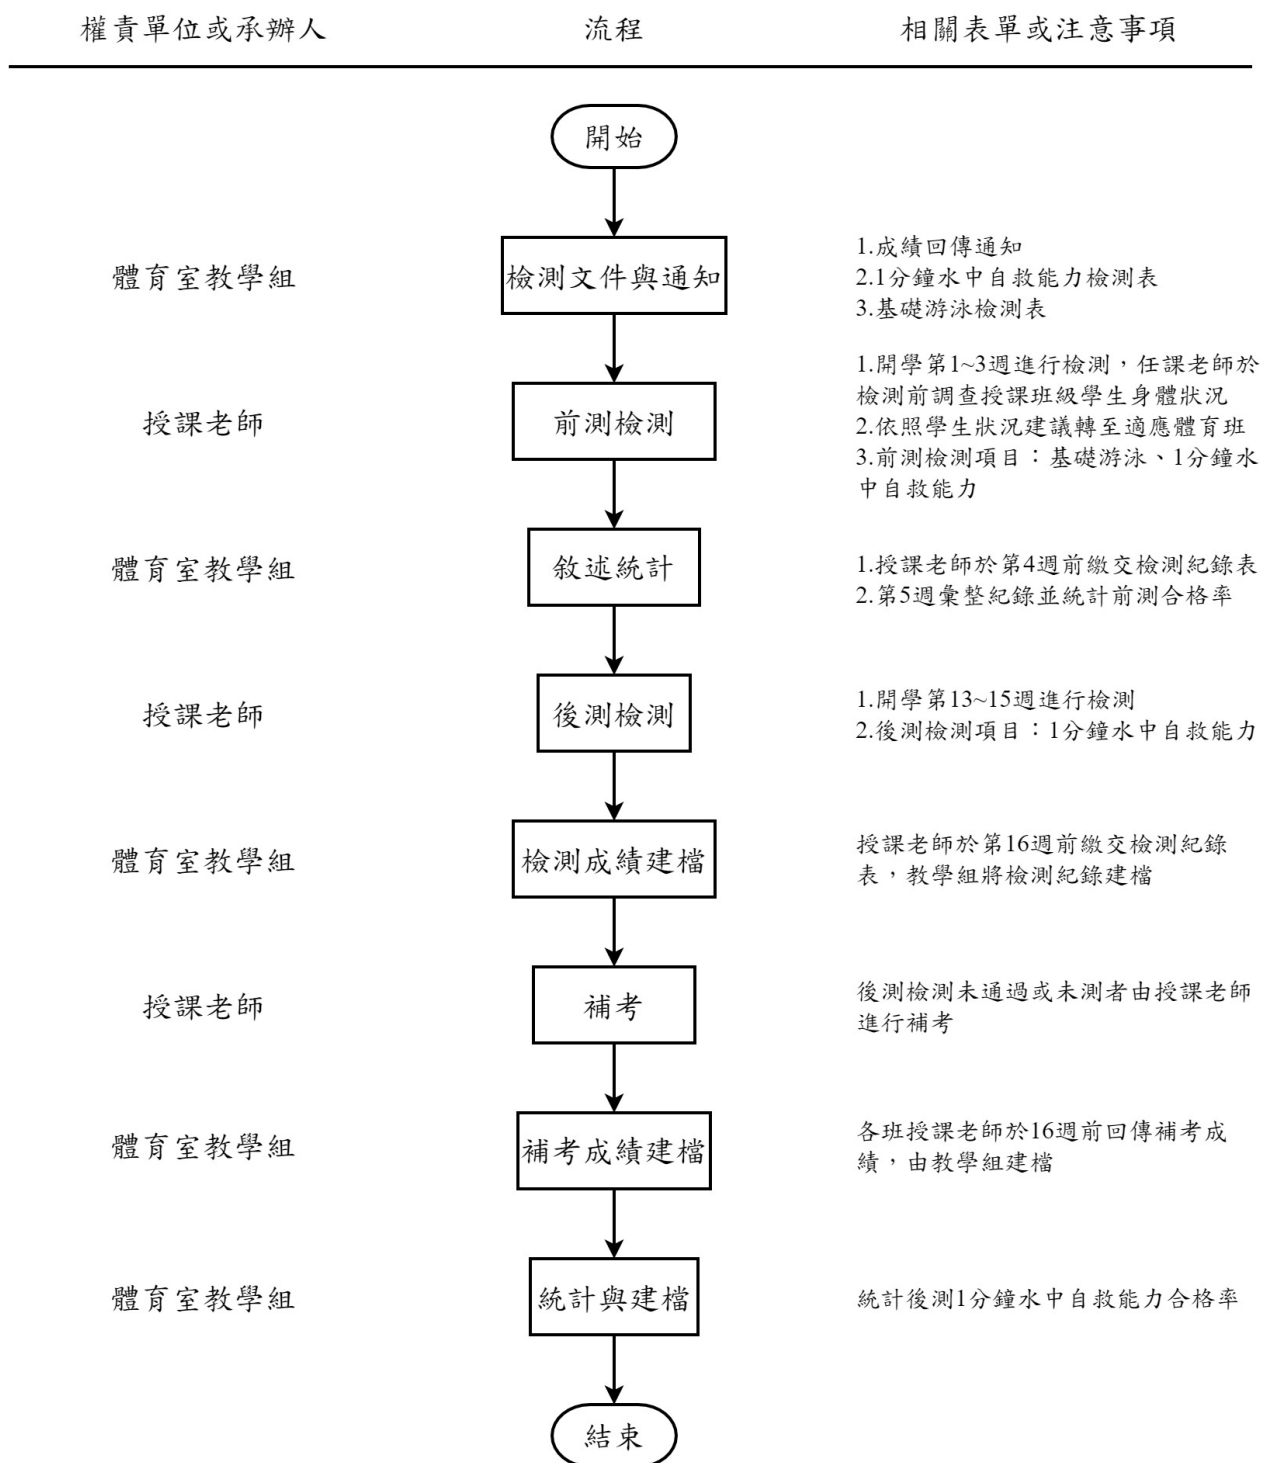 權責單位或承辦人
流程
相關表單或注意事項
開始
體育室教學組
檢測文件與通知
1.成績回傳通知
2.1分鐘水中自救能力檢測表
3.基礎游泳檢測表
授課老師
前測檢測
1.開學第1~3週進行檢測，任課老師於
檢測前調查授課班級學生身體狀況
2.依照學生狀況建議轉至適應體育班
3.前測檢測項目：基礎游泳、1分鐘水
中自救能力
體育室教學組
敘述統計
1.授課老師於第4週前繳交檢測紀錄表
2.第5週彙整紀錄並統計前測合格率
授課老師
後測檢測
1.開學第13~15週進行檢測
2.後測檢測項目：1分鐘水中自救能力
體育室教學組
檢測成績建檔
授課老師於第16週前繳交檢測紀錄
表，教學組將檢測紀錄建檔
授課老師
補考
後測檢測未通過或未測者由授課老師
進行補考
體育室教學組
補考成績建檔
各班授課老師於16週前回傳補考成
績，由教學組建檔
體育室教學組
統計與建檔
統計後測1分鐘水中自救能力合格率
結束